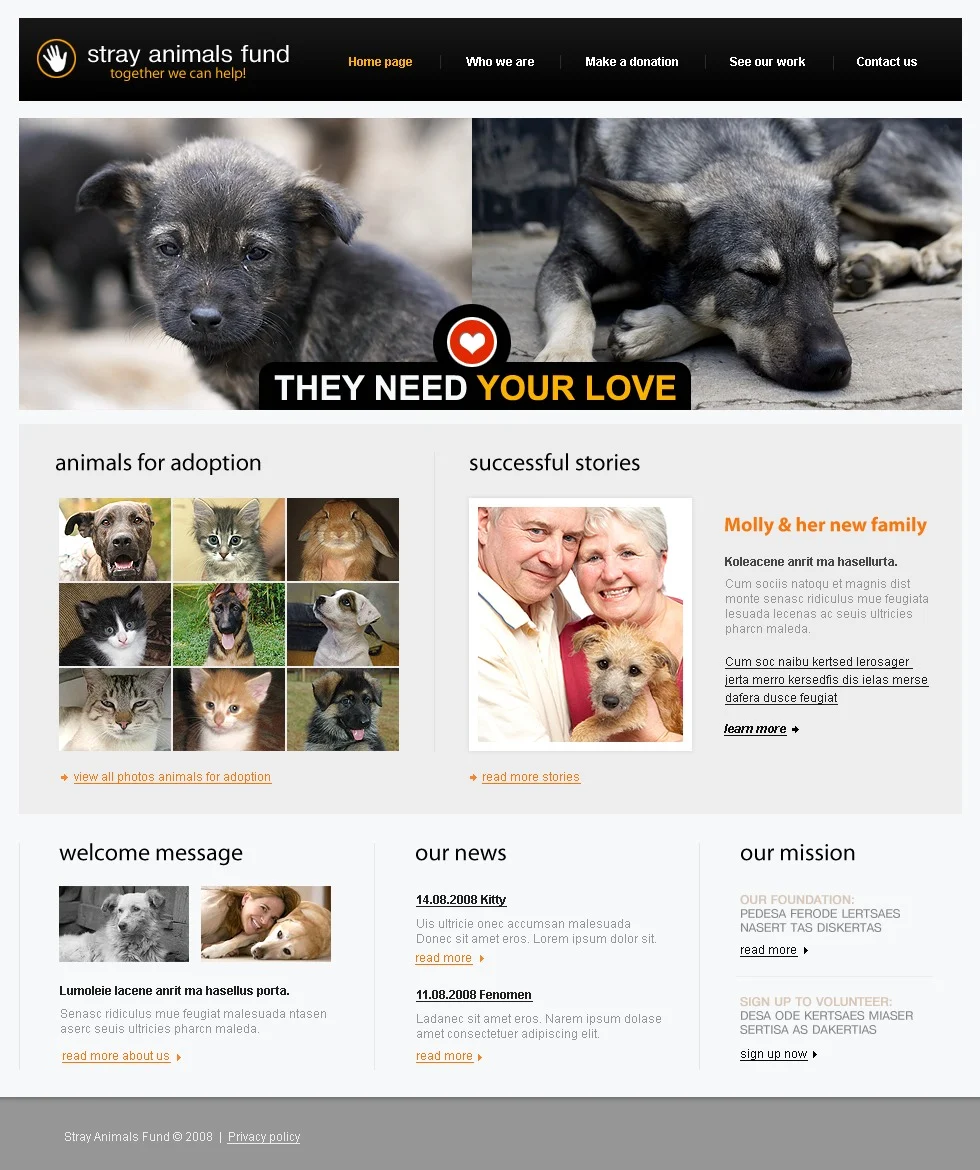 stray animals fund
together we can help!
Home page
Who we are
Make a donation
See our work
Contact us
THEY NEED YOUR LOVE
animals for adoption
view all photos animals for adoption
successful stories
Molly & her new family
Koleacene anrit ma hasellurta.
Cum sociis natoqu et magnis dist
monte senasc ridiculus mue feugiata
lesuada lecenas ac seuis ultricies
pharcn maleda.
Cum soc naibu kertsed lerosager
jerta merro kersedfis dis ielas merse
dafera dusce feugiat
learn more
read more stories
welcome message
Lumoleie lacene anrit ma hasellus porta.
Senasc ridiculus mue feugiat malesuada ntasen
aserc seuis ultricies pharcn maleda.
read more about us
our news
14.08.2008 Kitty
Uis ultricie onec accumsan malesuada
Donec sit amet eros. Lorem ipsum dolor sit.
read more
11.08.2008 Fenomen
Ladanec sit amet eros. Narem ipsum dolase
amet consectetuer adipiscing elit.
read more
our mission
OUR FOUNDATION:
PEDESA FERODE LERTSAES
NASERT TAS DISKERTAS
read more
SIGN UP TO VOLUNTEER:
DESA ODE KERTSAES MIASER
SERTISA AS DAKERTIAS
sign up now
Stray Animals Fund © 2008 | Privacy policy